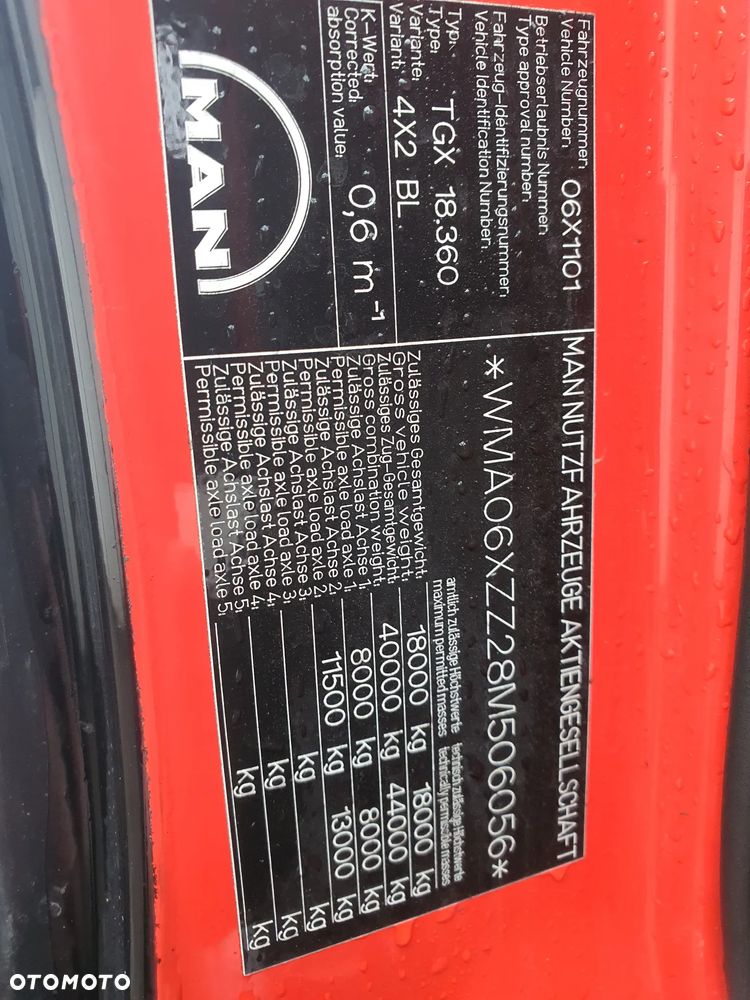 MAN NUTZFAHRZEUGE AKTIENGESELLSCHAFT
Fahrzeugnummer: 06X1101
Vehicle Number:
Betriebserlaubnis Nummer:
Type approval number:
Fahrzeug-Identifizierungsnummer:
Vehicle Identification Number:
*WMA06XZZ28M506056*
Typ: TGX 18.360
Type:
Variante: 4X2 BL
Variant:
K-Wert: 0,6 m⁻¹
Corrected
absorption value:
MAN
amtlich zulässige Höchstwerte technisch zulässige Höchstwerte
maximum permitted masses technically permissible masses
Zulässiges Gesamtgewicht: 18000 kg 18000 kg
Gross vehicle weight:
Zulässiges Zug-Gesamtgewicht: 40000 kg 44000 kg
Gross combination weight:
Zulässige Achslast Achse 1: 8000 kg 8000 kg
Permissible axle load axle 1:
Zulässige Achslast Achse 2: 11500 kg 13000 kg
Permissible axle load axle 2:
Zulässige Achslast Achse 3: kg kg
Permissible axle load axle 3:
Zulässige Achslast Achse 4: kg kg
Permissible axle load axle 4:
Zulässige Achslast Achse 5: kg kg
Permissible axle load axle 5:
OTOMOTO